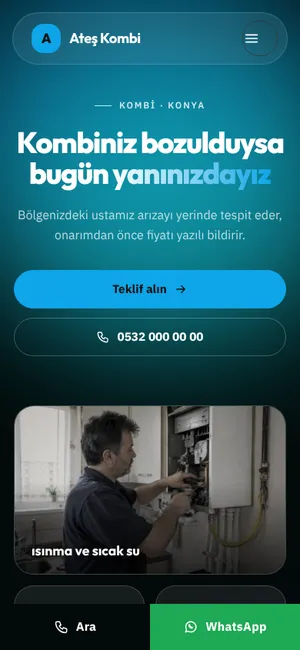 A Ateş Kombi
KOMBİ · KONYA
Kombiniz bozulduysa
bugün yanınızdayız
Bölgenizdeki ustamız arızayı yerinde tespit eder,
onarımdan önce fiyatı yazılı bildirir.
Teklif alın →
0532 000 00 00
ısınma ve sıcak su
Ara
WhatsApp